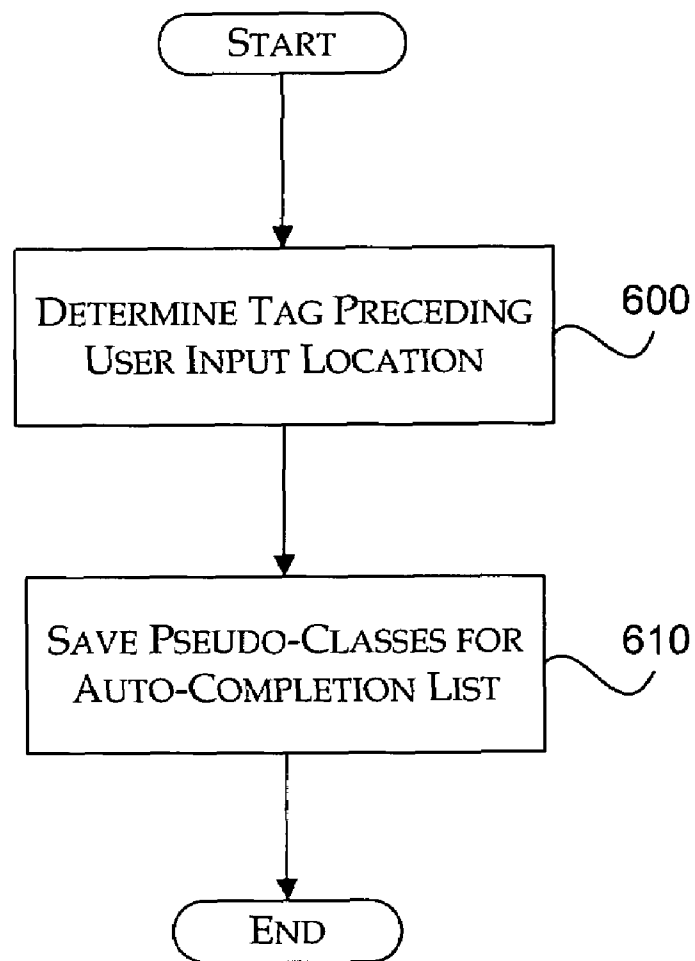 START
DETERMINE TAG PRECEDING
USER INPUT LOCATION
600
SAVE PSEUDO-CLASSES FOR
AUTO-COMPLETION LIST
610
END